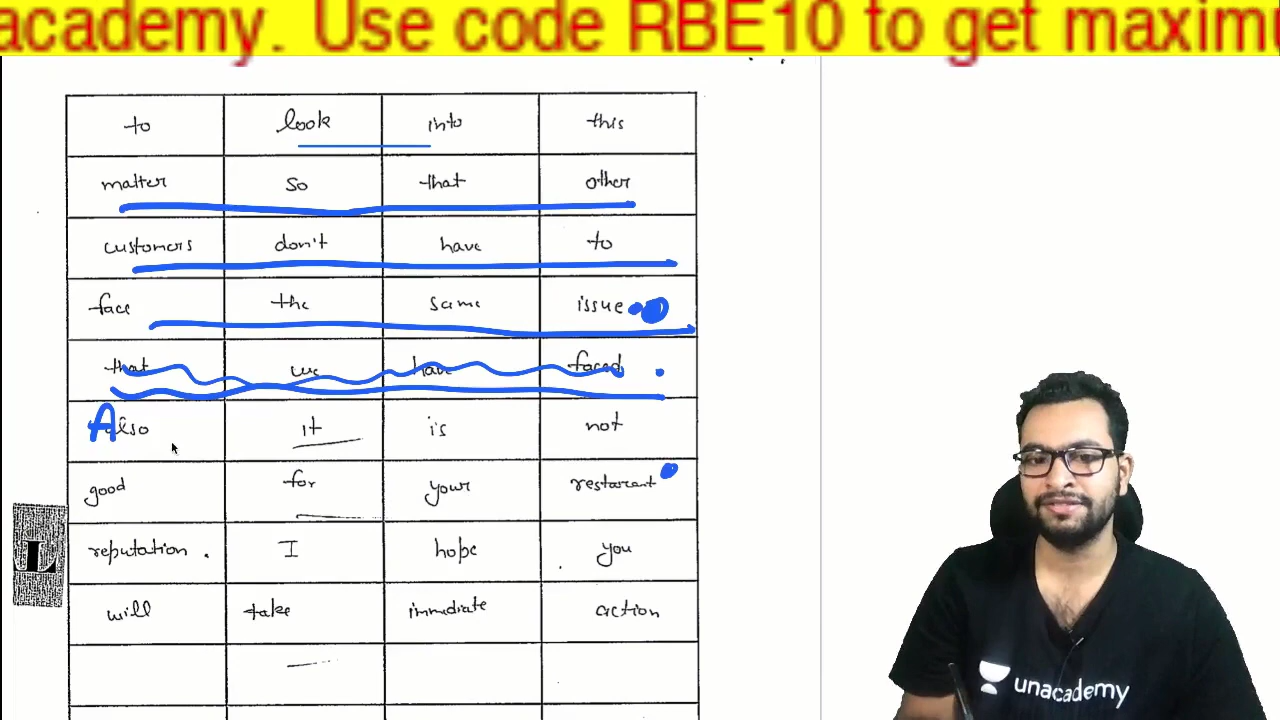 academy. Use code RBE10 to get maximu
to look into this
matter so that other
customers don't have to
face the same issue.
that we have faced.
Also it is not
good for your restarant
reputation. I hope you
will take immediate action
L
unacademy